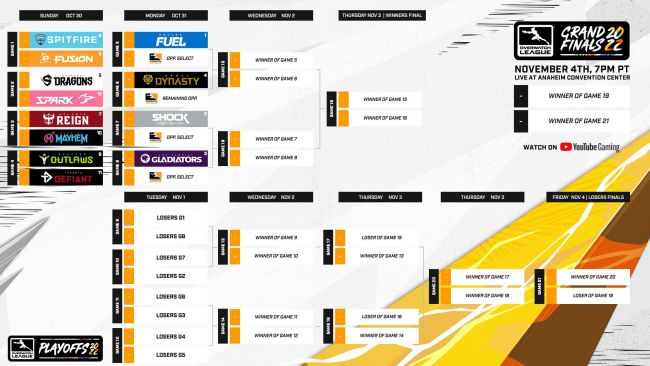 SUNDAY OCT 30
GAME 1
SPITFIRE
FUSION
GAME 2
DRAGONS
SPARK
GAME 3
REIGN
MAYHEM
GAME 4
OUTLAWS
DEFIANT
MONDAY OCT 31
GAME 5
FUEL
1
OPP. SELECT
GAME 6
DYNASTY
4
REMAINING OPP.
GAME 7
SHOCK
2
OPP. SELECT
GAME 8
GLADIATORS
3
OPP. SELECT
WEDNESDAY NOV 2
GAME 15
WINNER OF GAME 5
WINNER OF GAME 6
GAME 16
WINNER OF GAME 7
WINNER OF GAME 8
THURSDAY NOV 3 | WINNERS FINAL
GAME 19
WINNER OF GAME 15
WINNER OF GAME 16
OVERWATCH LEAGUE
GRAND FINALS 2022
NOVEMBER 4TH, 7PM PT
LIVE AT ANAHEIM CONVENTION CENTER
WINNER OF GAME 19
WINNER OF GAME 21
WATCH ON YouTube Gaming
TUESDAY NOV 1
GAME 9
LOSERS G1
LOSERS G8
GAME 10
LOSERS G7
LOSERS G2
GAME 11
LOSERS G6
LOSERS G3
GAME 12
LOSERS G4
LOSERS G5
WEDNESDAY NOV 2
GAME 13
WINNER OF GAME 9
WINNER OF GAME 10
GAME 14
WINNER OF GAME 11
WINNER OF GAME 12
THURSDAY NOV 3
GAME 17
LOSER OF GAME 15
WINNER OF GAME 13
GAME 18
LOSER OF GAME 16
WINNER OF GAME 14
THURSDAY NOV 3
GAME 20
WINNER OF GAME 17
WINNER OF GAME 18
FRIDAY NOV 4 | LOSERS FINALS
GAME 21
WINNER OF GAME 20
LOSER OF GAME 19
OVERWATCH LEAGUE
PLAYOFFS 2022